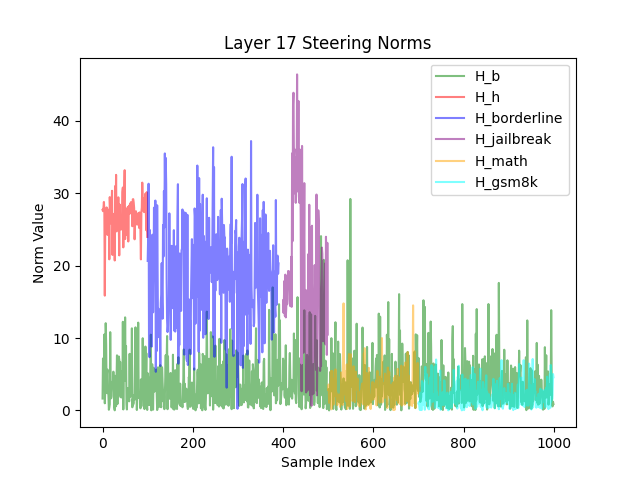 Layer 17 Steering Norms
H_b
H_h
H_borderline
H_jailbreak
H_math
H_gsm8k
Norm Value
40
30
20
10
0
0 200 400 600 800 1000
Sample Index